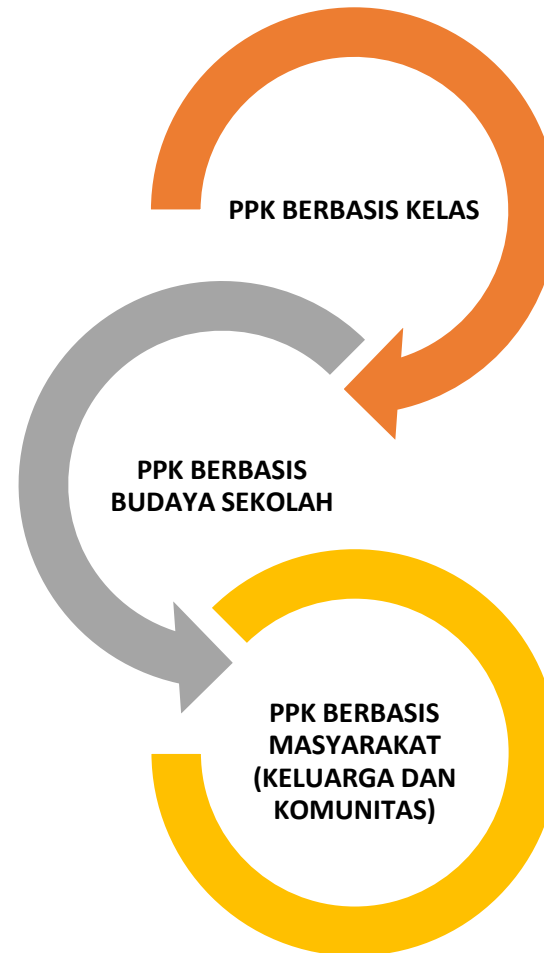 PPK BERBASIS KELAS
PPK BERBASIS
BUDAYA SEKOLAH
PPK BERBASIS
MASYARAKAT
(KELUARGA DAN
KOMUNITAS)